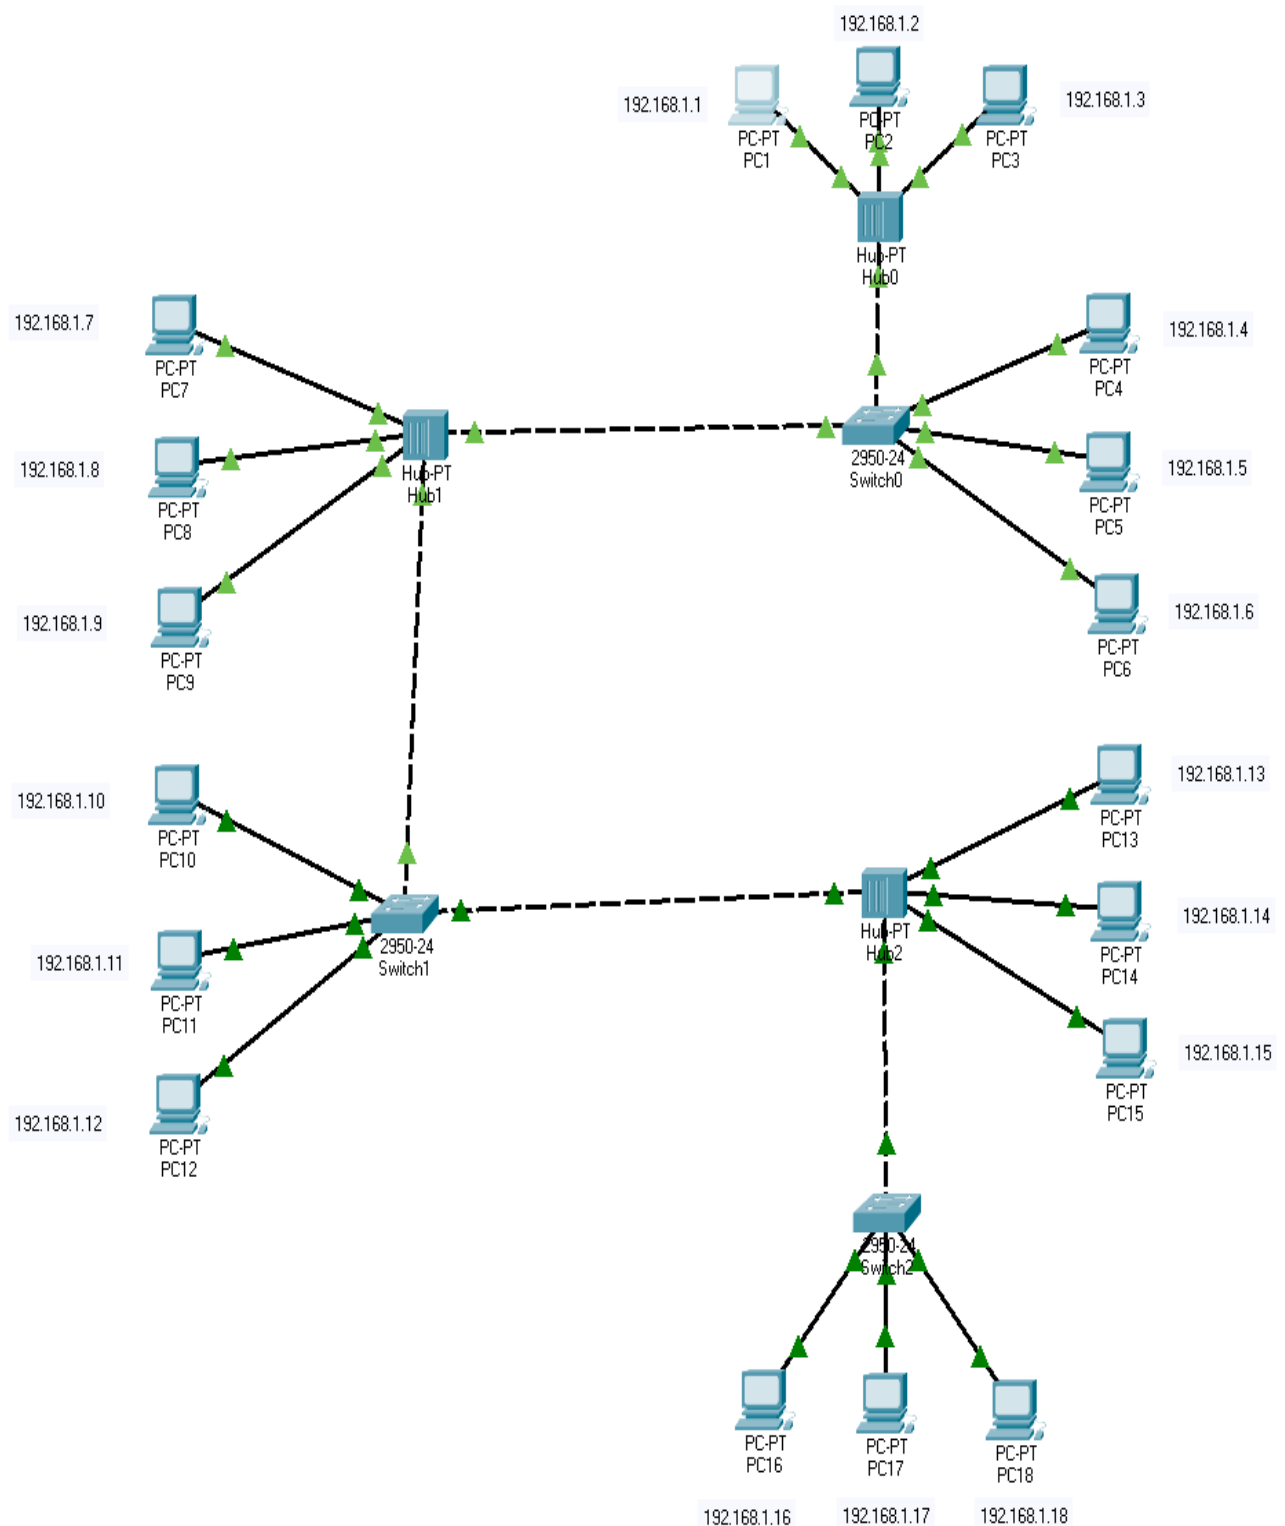 192.168.1.2
192.168.1.1
PC-PT
PC1
PC-PT
PC2
192.168.1.3
PC-PT
PC3
Hub-PT
Hub0
192.168.1.7
PC-PT
PC7
192.168.1.8
PC-PT
PC8
192.168.1.9
PC-PT
PC9
Hub-PT
Hub1
2950-24
Switch0
192.168.1.4
PC-PT
PC4
192.168.1.5
PC-PT
PC5
192.168.1.6
PC-PT
PC6
192.168.1.10
PC-PT
PC10
192.168.1.11
PC-PT
PC11
192.168.1.12
PC-PT
PC12
2950-24
Switch1
Hub-PT
Hub2
192.168.1.13
PC-PT
PC13
192.168.1.14
PC-PT
PC14
192.168.1.15
PC-PT
PC15
2950-24
Switch2
PC-PT
PC16
PC-PT
PC17
PC-PT
PC18
192.168.1.16
192.168.1.17
192.168.1.18